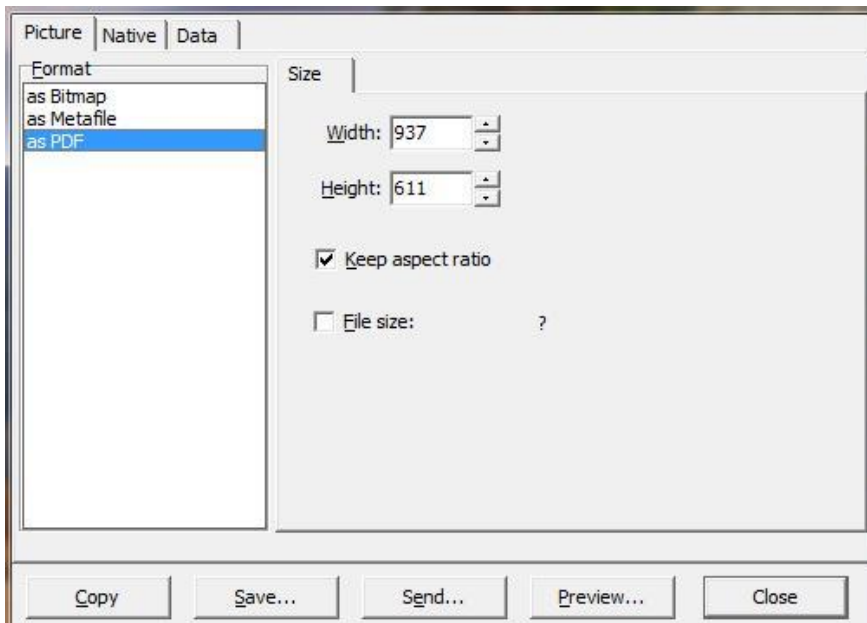 Picture Native Data
Format
as Bitmap
as Metafile
as PDF
Size
Width: 937
Height: 611
Keep aspect ratio
File size: ?
Copy Save... Send... Preview... Close